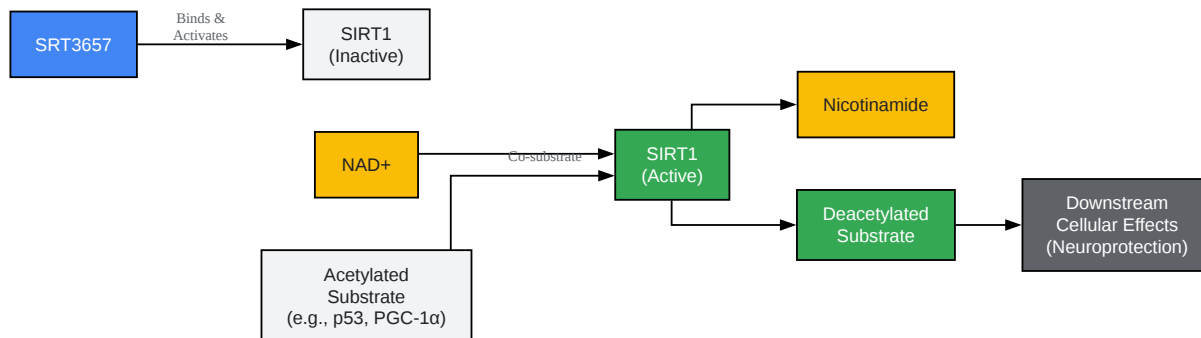 SRT3657
Binds &
Activates
SIRT1
(Inactive)
NAD+
Co-substrate
Acetylated
Substrate
(e.g., p53, PGC-1α)
SIRT1
(Active)
Nicotinamide
Deacetylated
Substrate
Downstream
Cellular Effects
(Neuroprotection)